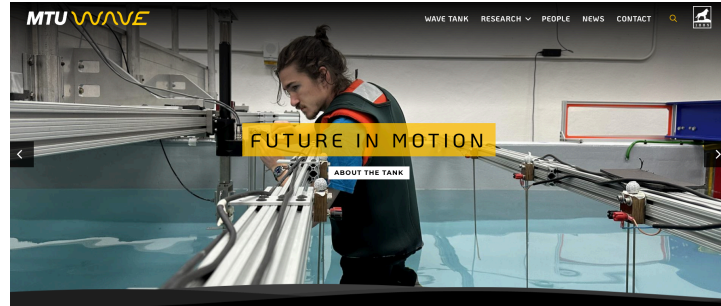 MTU WAVE
WAVE TANK RESEARCH PEOPLE NEWS CONTACT
FUTURE IN MOTION
ABOUT THE TANK